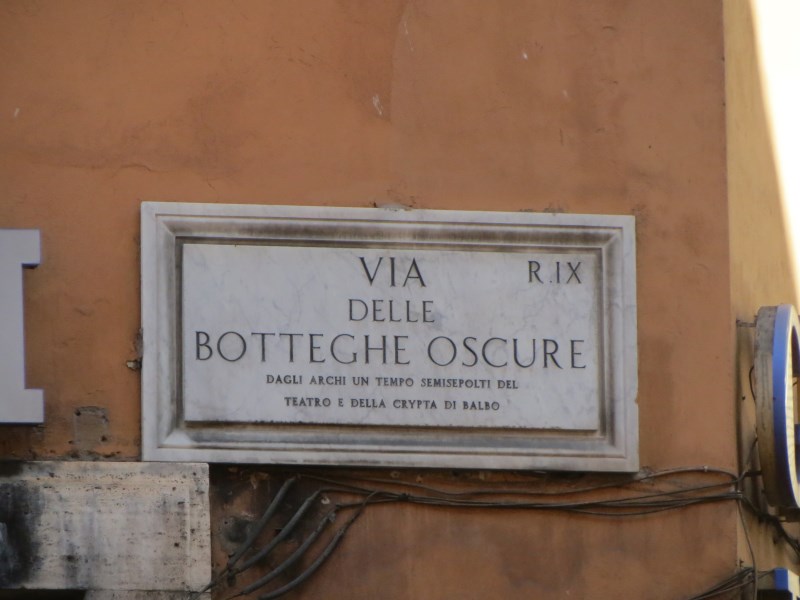 VIA
R.IX
DELLE
BOTTEGHE OSCURE
DAGLI ARCHI UN TEMPO SEMISEPOLTI DEL
TEATRO E DELLA CRYPTA DI BALBO